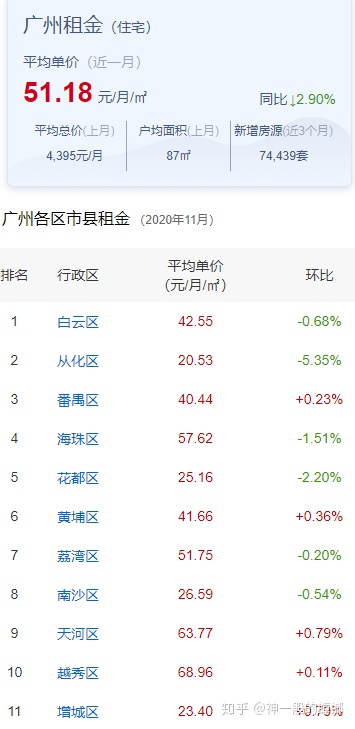 广州租金（住宅）
平均单价（近一月）
51.18 元/月/㎡ 同比↓2.90%
平均总价(上月) 户均面积(上月) 新增房源(近3个月)
4,395元/月 87㎡ 74,439套
广州各区市县租金 （2020年11月）
排名 行政区 平均单价 环比
(元/月/㎡)
1 白云区 42.55 -0.68%
2 从化区 20.53 -5.35%
3 番禺区 40.44 +0.23%
4 海珠区 57.62 -1.51%
5 花都区 25.16 -2.20%
6 黄埔区 41.66 +0.36%
7 荔湾区 51.75 -0.20%
8 南沙区 26.59 -0.54%
9 天河区 63.77 +0.79%
10 越秀区 68.96 +0.11%
11 增城区 23.40
知乎 @神一般的